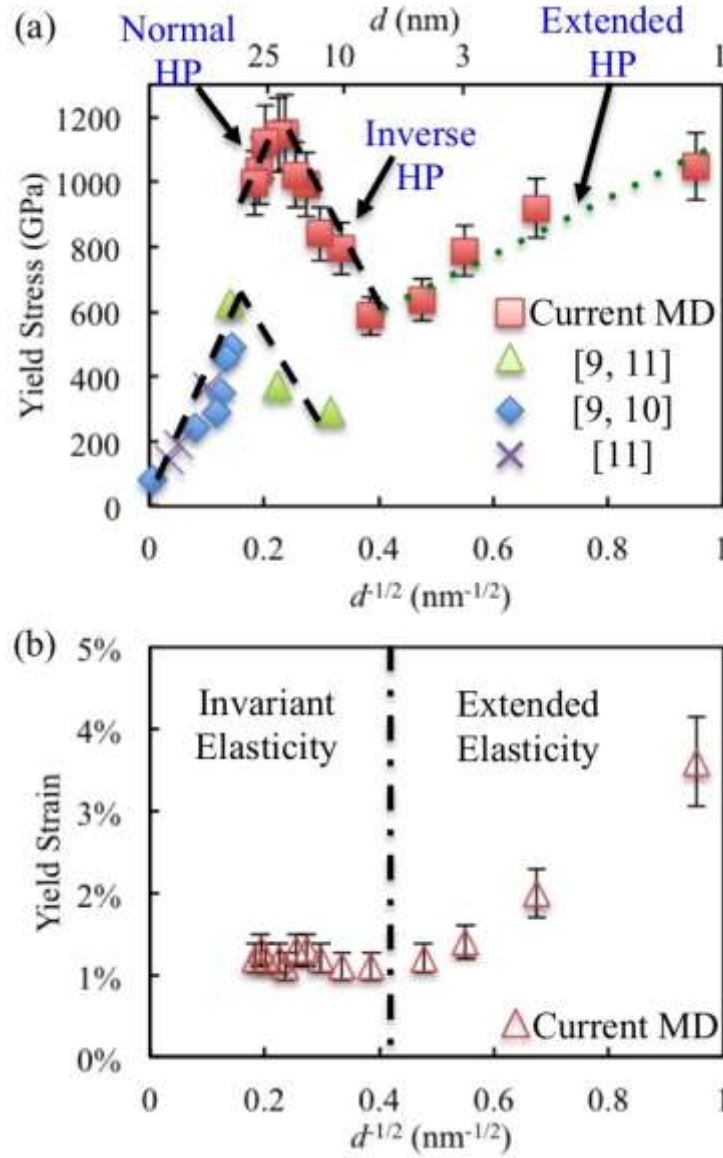 (a)
Normal
HP
d (nm)
25 10 3 1
Extended
HP
Inverse
HP
1200
1000
800
600
400
200
0
Yield Stress (GPa)
Current MD
[9, 11]
[9, 10]
[11]
0 0.2 0.4 0.6 0.8 1
d-1/2 (nm-1/2)
(b)
5%
4%
3%
2%
1%
0%
Yield Strain
Invariant
Elasticity
Extended
Elasticity
Current MD
0 0.2 0.4 0.6 0.8 1
d-1/2 (nm-1/2)